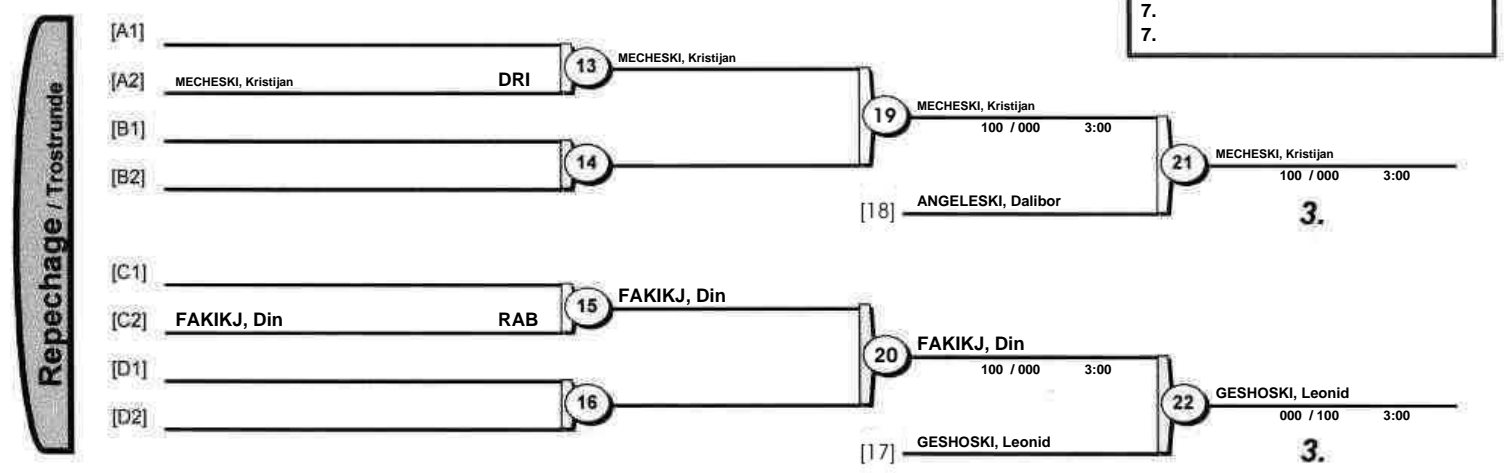 7.
7.
Repechage / Trostrunde
[A1]
[A2] MECHESKI, Kristijan DRI
13 MECHESKI, Kristijan
[B1]
[B2]
14
19 MECHESKI, Kristijan
100 / 000 3:00
[18] ANGELESKI, Dalibor
21 MECHESKI, Kristijan
100 / 000 3:00
3.
[C1]
[C2] FAKIKJ, Din RAB
15 FAKIKJ, Din
[D1]
[D2]
16
20 FAKIKJ, Din
100 / 000 3:00
[17] GESHOSKI, Leonid
22 GESHOSKI, Leonid
000 / 100 3:00
3.